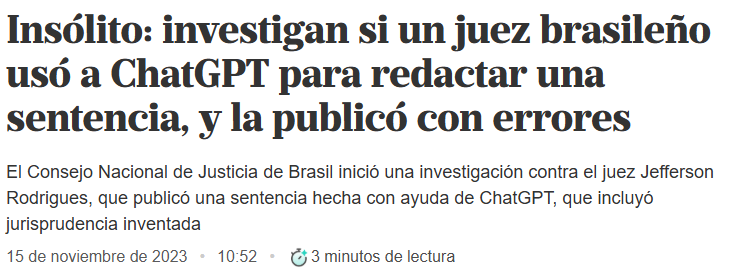 Insólito: investigan si un juez brasileño
usó a ChatGPT para redactar una
sentencia, y la publicó con errores
El Consejo Nacional de Justicia de Brasil inició una investigación contra el juez Jefferson
Rodrigues, que publicó una sentencia hecha con ayuda de ChatGPT, que incluyó
jurisprudencia inventada
15 de noviembre de 2023 • 10:52 • 3 minutos de lectura